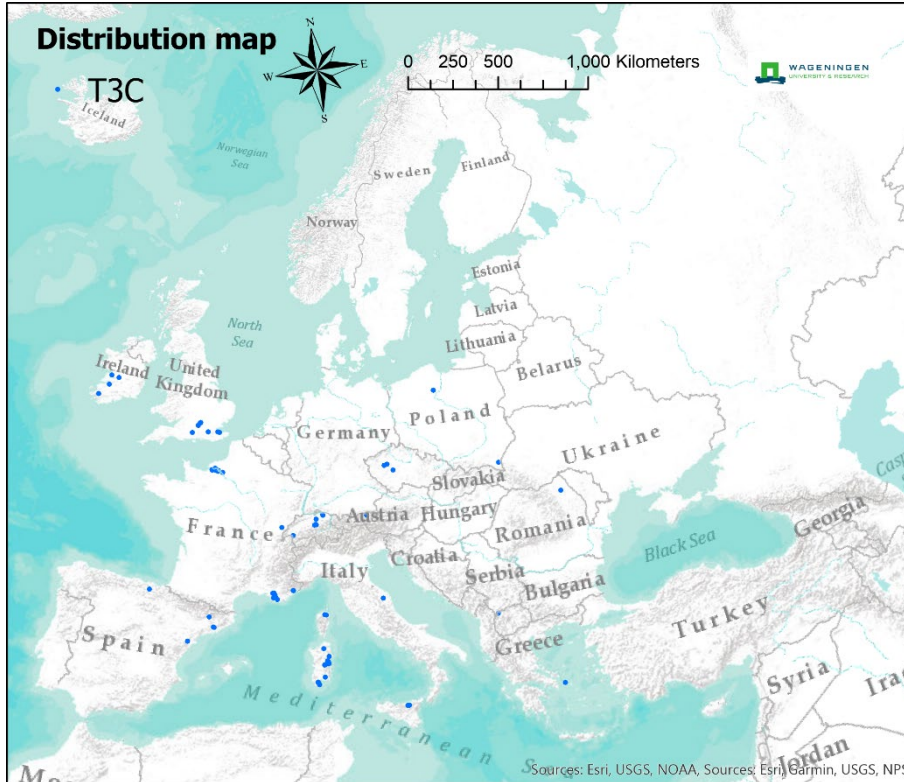 Distribution map
T3C
N
W
E
S
0 250 500 1,000 Kilometers
WAGENINGEN
UNIVERSITY & RESEARCH
Iceland
Norwegian
Sea
Sweden
Finland
Norway
Estonia
Latvia
Lithuania
Belarus
North
Sea
Ireland
United
Kingdom
Poland
Germany
Ukraine
Slovakia
France
Austria
Hungary
Romania
Croatia
Italy
Serbia
Bulgaria
Black Sea
Georgia
Spain
Greece
Turkey
Syria
Mediterranean
Jordan
Sources: Esri, USGS, NOAA, Sources: Esri, Garmin, USGS, NPS